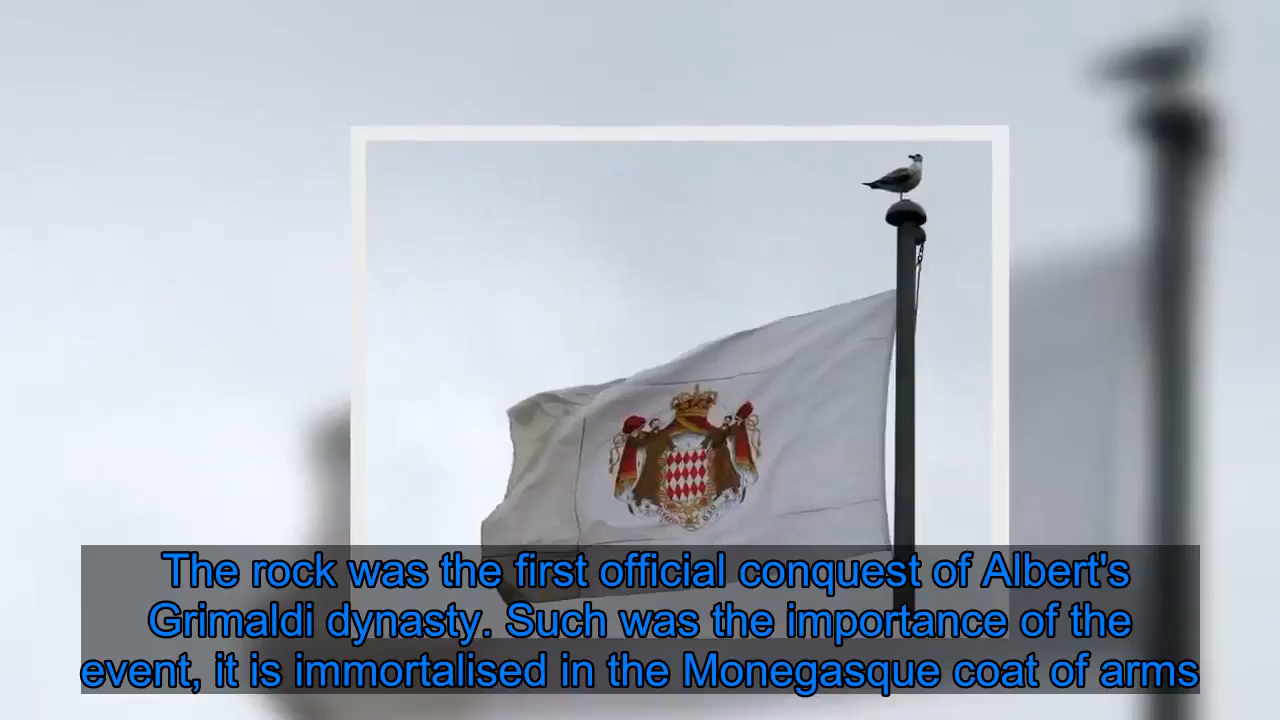 The rock was the first official conquest of Albert's
Grimaldi dynasty. Such was the importance of the
event, it is immortalised in the Monegasque coat of arms